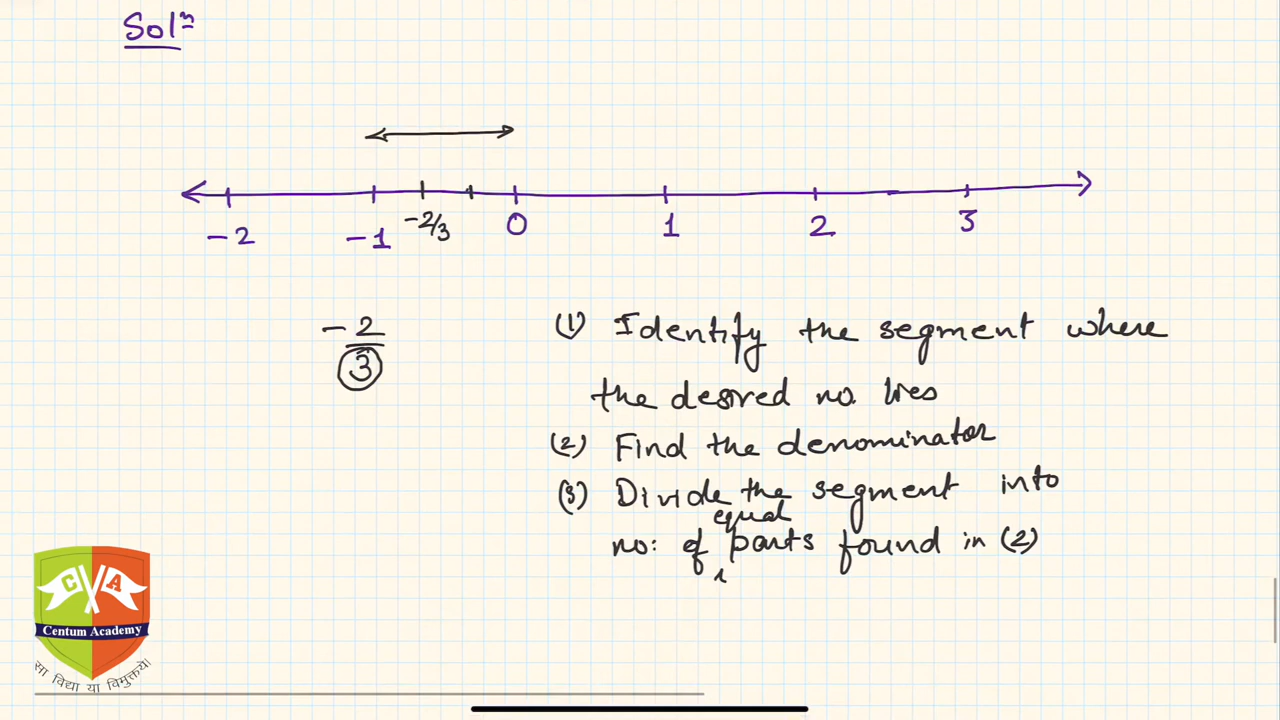 Solⁿ
-2 -1 -2/3 0 1 2 3
-2
3
(1) Identify the segment where
the desired no. lies
(2) Find the denominator
(3) Divide the segment into
equal
no: of parts found in (2)
C A
Centum Academy
सा विद्या या विमुक्तये।